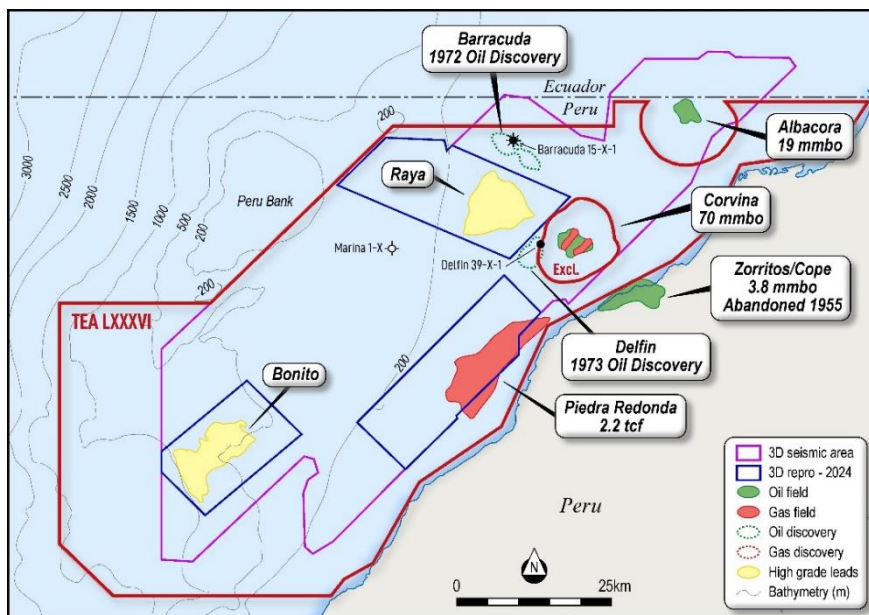 Barracuda
1972 Oil Discovery
Ecuador
Peru
200
3000
2500
2000
1500
1000
500
200
Barracuda 15-X-1
Albacora
19 mmbo
Raya
Peru Bank
Corvina
70 mmbo
Marina 1-X
Delfin 39-X-1
Excl.
Zorritos/Cope
3.8 mmbo
Abandoned 1955
200
TEA LXXXVI
200
Delfin
1973 Oil Discovery
Bonito
Piedra Redonda
2.2 tcf
Peru
N
0
25km
3D seismic area
3D repro - 2024
Oil field
Gas field
Oil discovery
Gas discovery
High grade leads
Bathymetry (m)